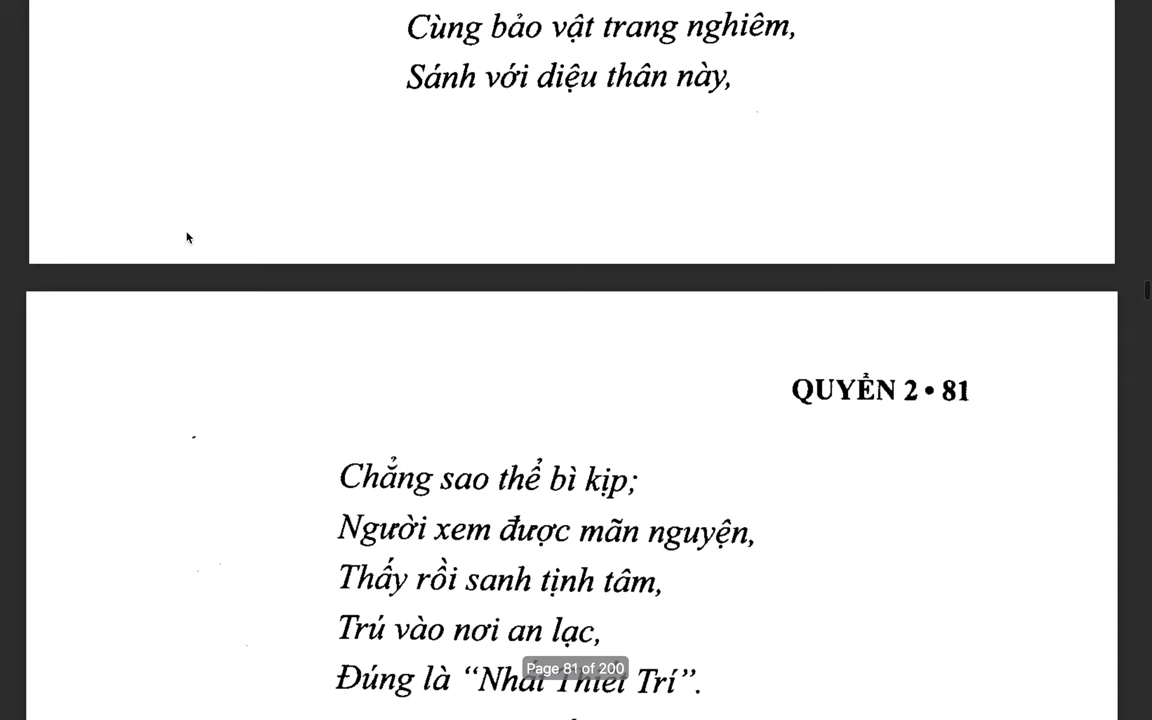 Cùng bảo vật trang nghiêm,
Sánh với diệu thân này,
QUYỂN 2 • 81
Chẳng sao thể bì kịp;
Người xem được mãn nguyện,
Thấy rồi sanh tịnh tâm,
Trú vào nơi an lạc,
Đúng là “Nhất Thiết Trí”.
Page 81 of 200